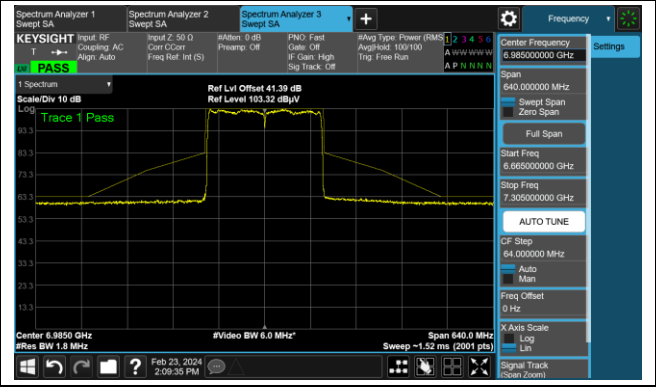 Spectrum Analyzer 1
Swept SA
Spectrum Analyzer 2
Swept SA
Spectrum Analyzer 3
Swept SA
Frequency
KEYSIGHT
Input: RF
Coupling: AC
Align: Auto
Input Z: 50 Ω
Corr CCorr
Freq Ref: Int (S)
#Atten: 0 dB
Preamp: Off
PNO: Fast
Gate: Off
IF Gain: High
Sig Track: Off
#Avg Type: Power (RMS
Avg|Hold: 100/100
Trig: Free Run
1 2 3 4 5 6
A W W W W W
A P N N N N
T
PASS
1 Spectrum
Scale/Div 10 dB
Ref Lvl Offset 41.39 dB
Ref Level 103.32 dBµV
Log
Trace 1 Pass
93.3
83.3
73.3
63.3
53.3
43.3
33.3
23.3
13.3
Center 6.9850 GHz
#Res BW 1.8 MHz
#Video BW 6.0 MHz*
Span 640.0 MHz
Sweep ~1.52 ms (2001 pts)
Feb 23, 2024
2:09:35 PM
Center Frequency
6.985000000 GHz
Settings
Span
640.000000 MHz
Swept Span
Zero Span
Full Span
Start Freq
6.665000000 GHz
Stop Freq
7.305000000 GHz
AUTO TUNE
CF Step
64.000000 MHz
Auto
Man
Freq Offset
0 Hz
X Axis Scale
Log
Lin
Signal Track
(Span Zoom)